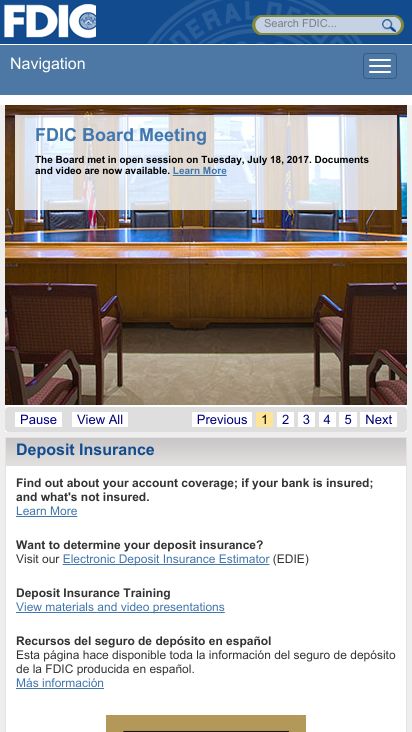 FDIC
Search FDIC...
Navigation
FDIC Board Meeting
The Board met in open session on Tuesday, July 18, 2017. Documents
and video are now available. Learn More
Pause View All Previous 1 2 3 4 5 Next
Deposit Insurance
Find out about your account coverage; if your bank is insured;
and what's not insured.
Learn More
Want to determine your deposit insurance?
Visit our Electronic Deposit Insurance Estimator (EDIE)
Deposit Insurance Training
View materials and video presentations
Recursos del seguro de depósito en español
Esta página hace disponible toda la información del seguro de depósito
de la FDIC producida en español.
Más información